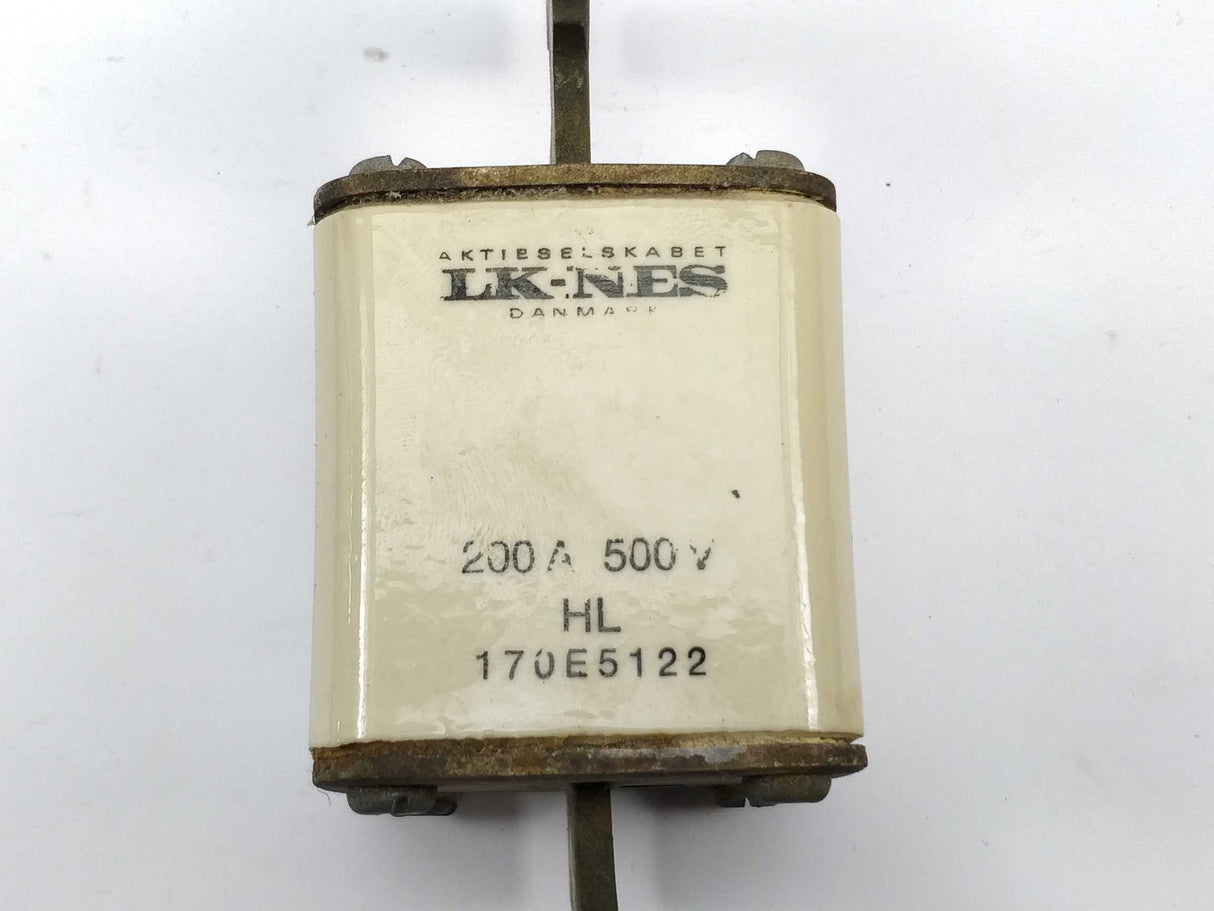 AKTIESELSKABET
LK-NES
DANMARK
200 A 500 V
HL
170E5122